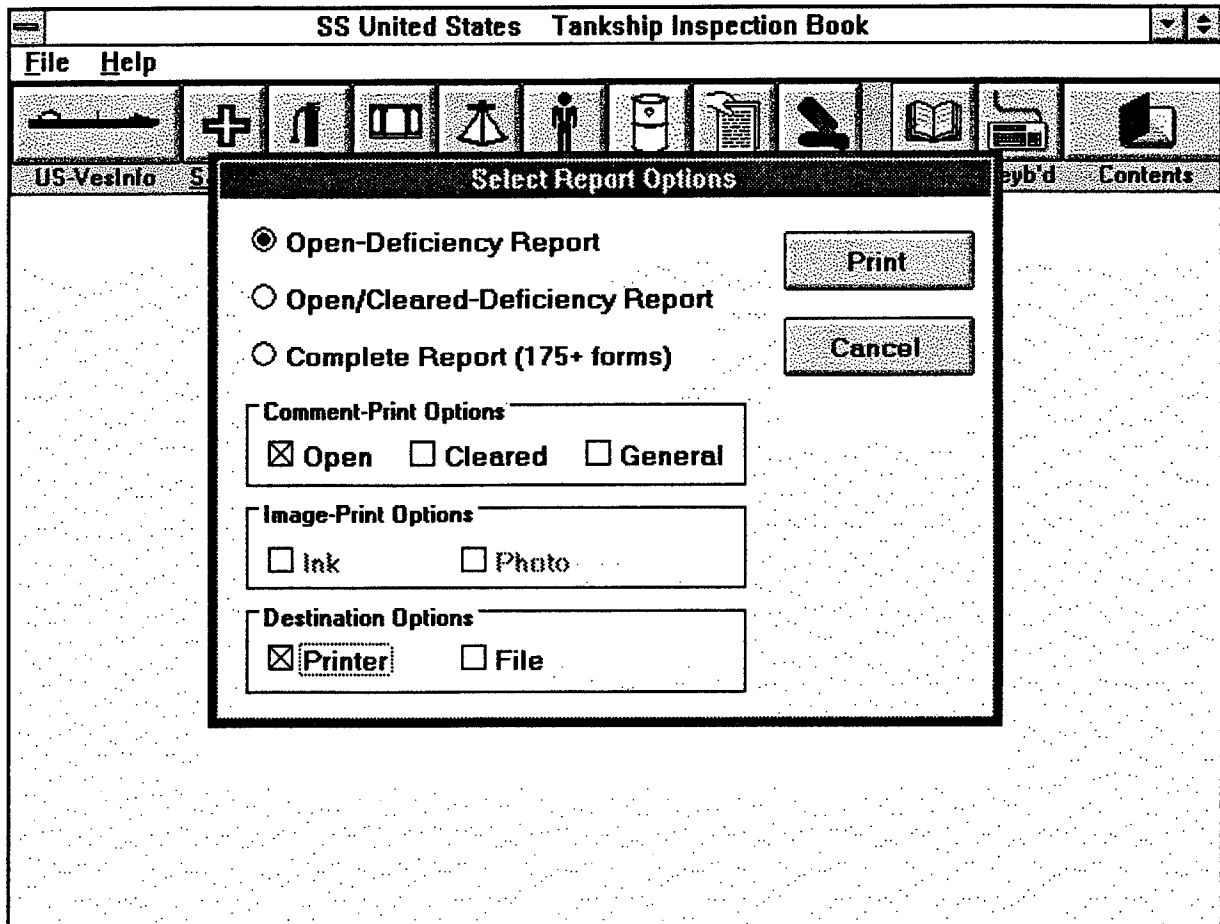 SS United States Tankship Inspection Book
File Help
US-VesInfo S eyb'd Contents
Select Report Options
Open-Deficiency Report
Print
Open/Cleared-Deficiency Report
Cancel
Complete Report (175+ forms)
Comment-Print Options
Open Cleared General
Image-Print Options
Ink Photo
Destination Options
Printer File